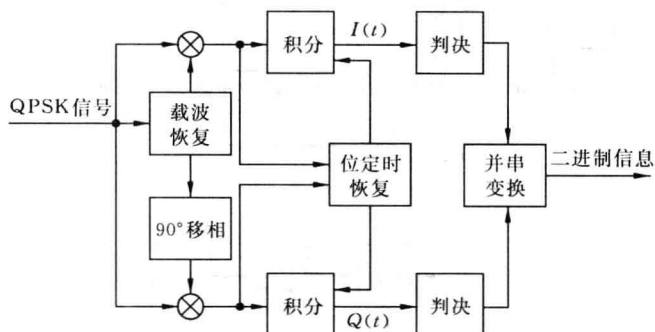 积分
I(t)
判决
QPSK信号
载波
恢复
位定时
恢复
并串
变换
二进制信息
90°移相
积分
Q(t)
判决